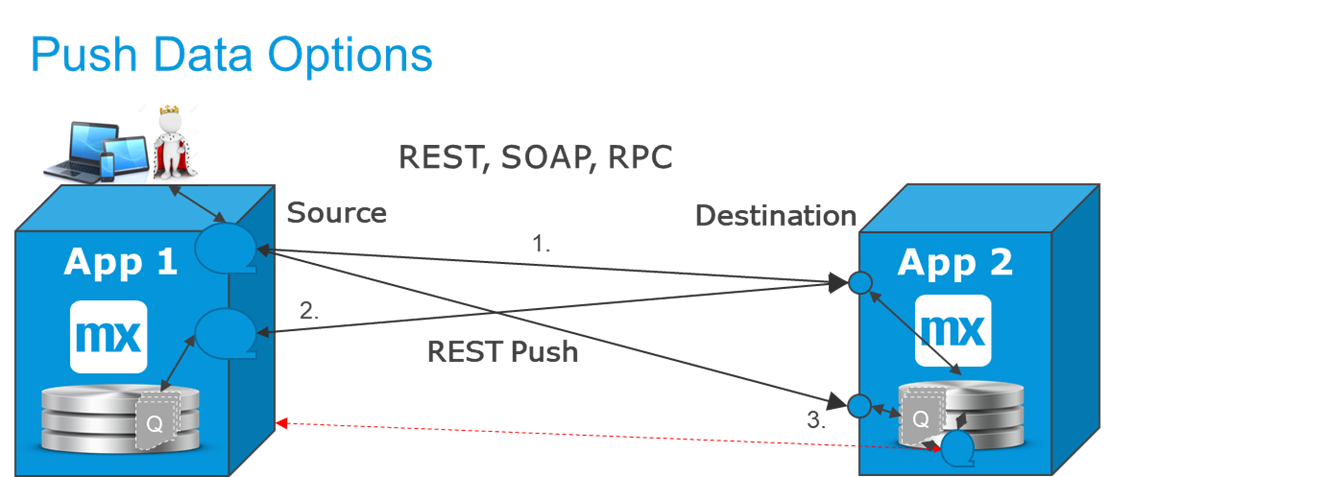 Push Data Options
REST, SOAP, RPC
Source
Destination
1.
App 1
App 2
2.
mx
mx
REST Push
3.
Q
Q